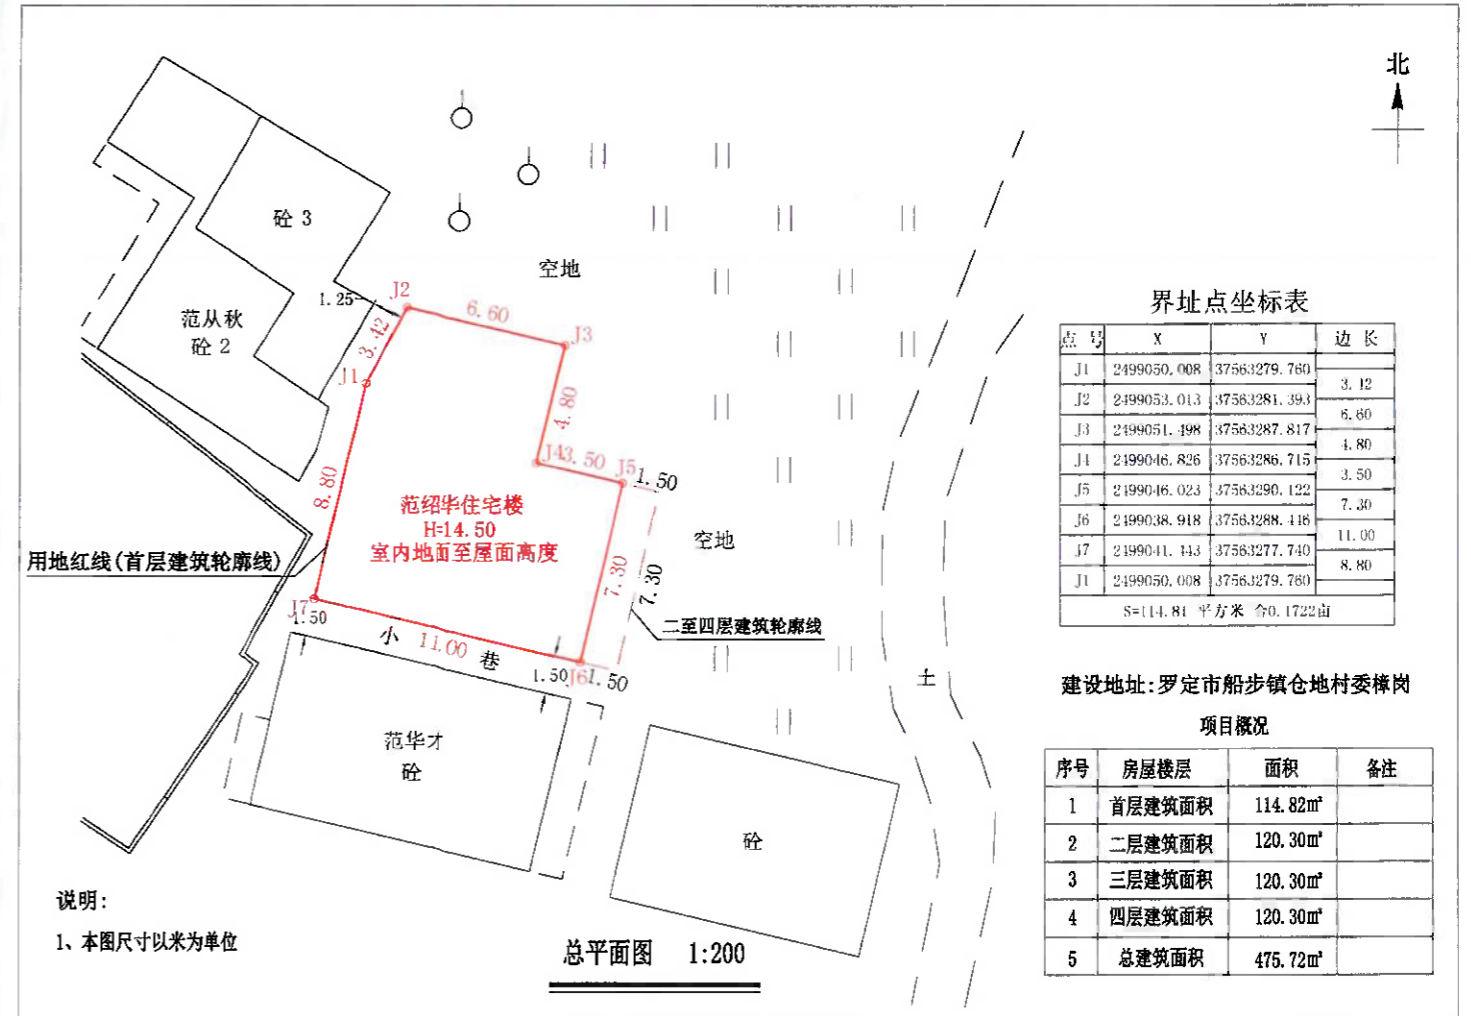 北
砼 3
空地
J2
6.60
1.25
J3
3.42
范从秋
砼 2
J1
4.80
J4
3.50
J5
1.50
8.80
范绍华住宅楼
H=14.50
室内地面至屋面高度
空地
用地红线(首层建筑轮廓线)
7.30
7.30
J7
1.50
小
11.00
巷
二至四层建筑轮廓线
1.50
J6
1.50
土
范华才
砼
砼
说明:
1、本图尺寸以米为单位
总平面图 1:200
界址点坐标表
点 号 X Y 边 长
J1 2499050.008 37563279.760
3.42
J2 2499053.013 37563281.393
6.60
J3 2499051.498 37563287.817
4.80
J4 2499046.826 37563286.715
3.50
J5 2499046.023 37563290.122
7.30
J6 2499038.918 37563288.446
11.00
J7 2499041.443 37563277.740
8.80
J1 2499050.008 37563279.760
S=114.81 平方米 合0.1722亩
建设地址:罗定市船步镇仓地村委樟岗
项目概况
序号 房屋楼层 面积 备注
1 首层建筑面积 114.82㎡
2 二层建筑面积 120.30㎡
3 三层建筑面积 120.30㎡
4 四层建筑面积 120.30㎡
5 总建筑面积 475.72㎡